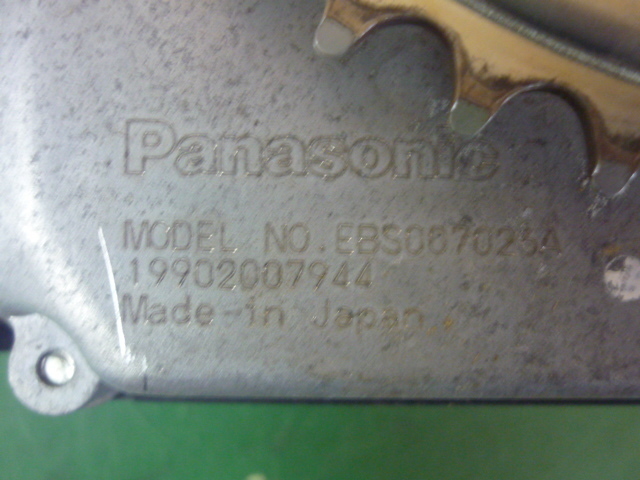 Panasonic
MODEL NO. EBS087025A
19902007944
Made in Japan.